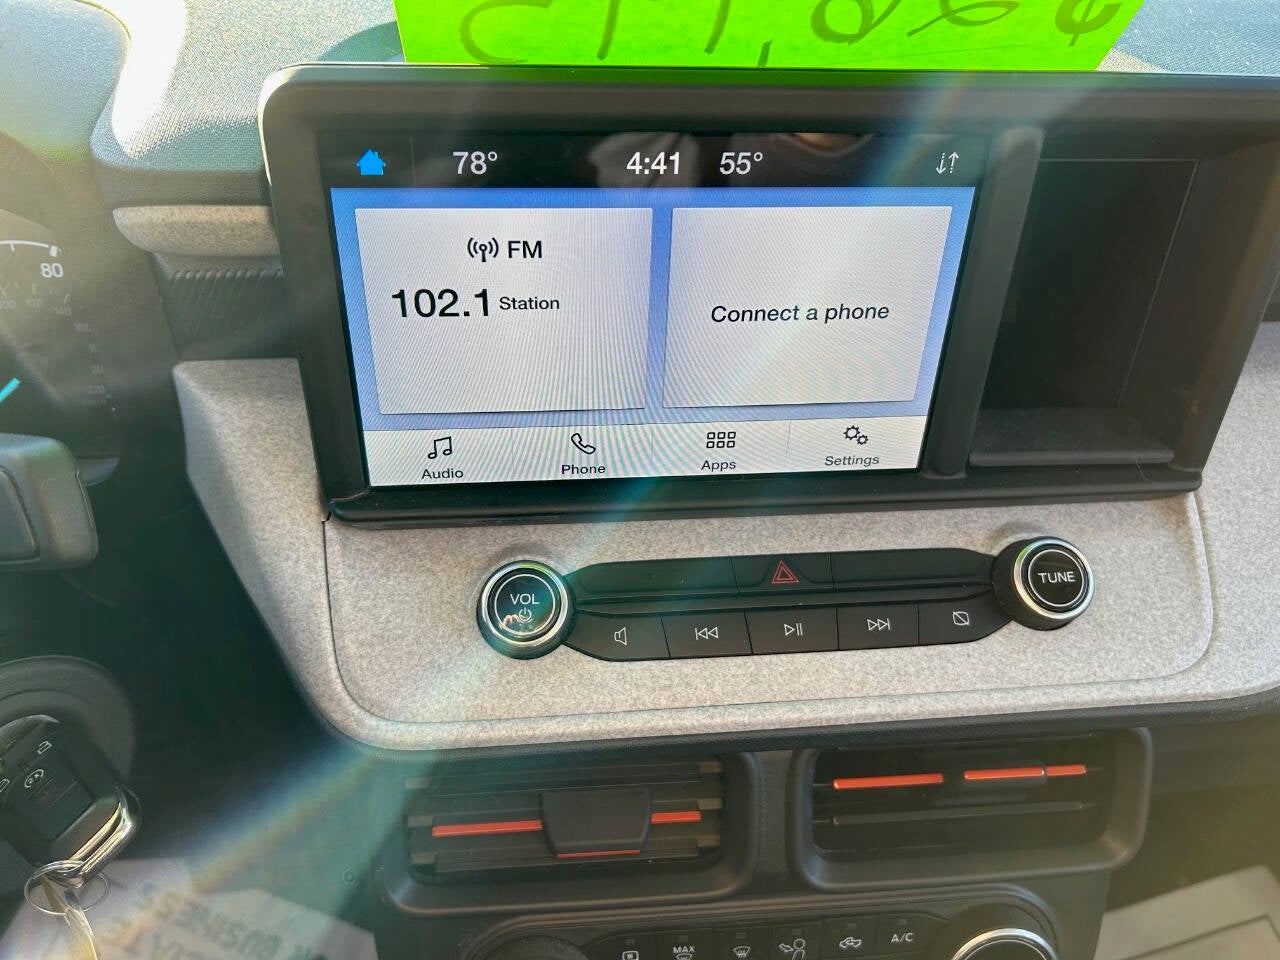 78° 4:41 55°
FM
102.1 Station
Connect a phone
Audio Phone Apps Settings
80
VOL
TUNE
MAX
A/C